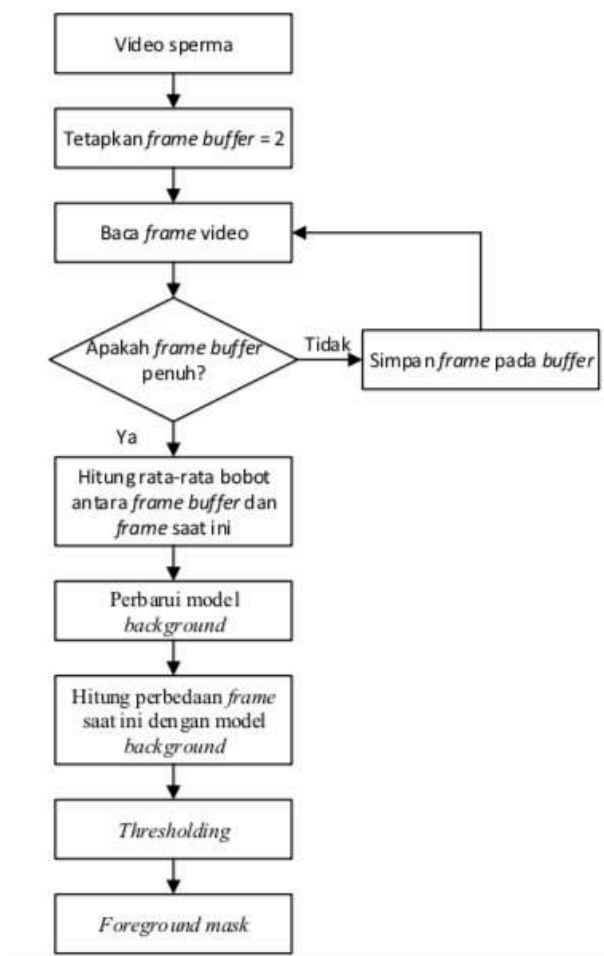 Video sperma
Tetapkan frame buffer = 2
Baca frame video
Apakah frame buffer
penuh?
Tidak
Simpan frame pada buffer
Ya
Hitung rata-rata bobot
antara frame buffer dan
frame saat ini
Perbarui model
background
Hitung perbedaan frame
saat ini dengan model
background
Thresholding
Foreground mask